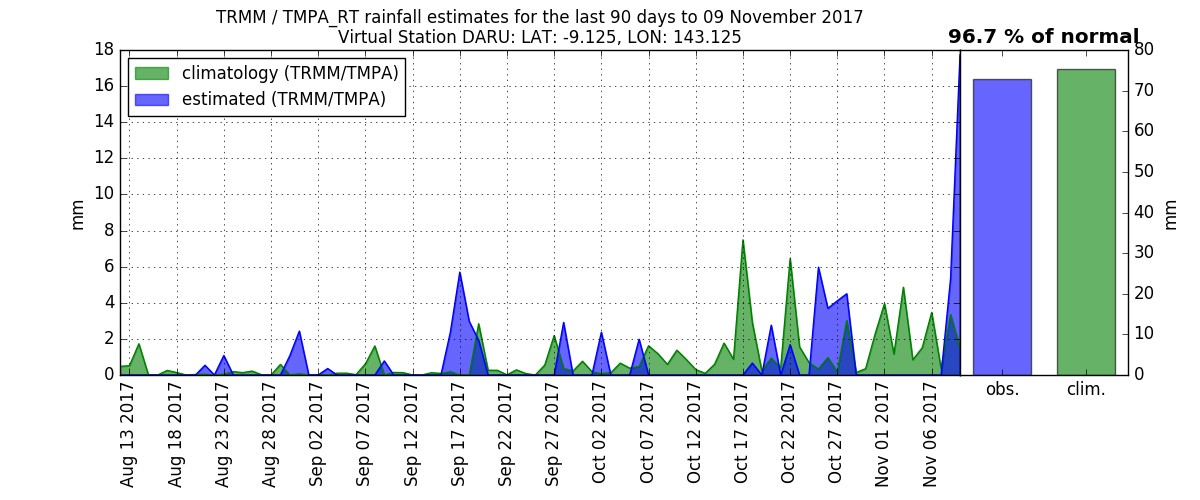 TRMM / TMPA_RT rainfall estimates for the last 90 days to 09 November 2017
Virtual Station DARU: LAT: -9.125, LON: 143.125
96.7 % of normal
climatology (TRMM/TMPA)
estimated (TRMM/TMPA)
mm
18
16
14
12
10
8
6
4
2
0
Aug 13 2017
Aug 18 2017
Aug 23 2017
Aug 28 2017
Sep 02 2017
Sep 07 2017
Sep 12 2017
Sep 17 2017
Sep 22 2017
Sep 27 2017
Oct 02 2017
Oct 07 2017
Oct 12 2017
Oct 17 2017
Oct 22 2017
Oct 27 2017
Nov 01 2017
Nov 06 2017
obs.
clim.
80
70
60
50
40
30
20
10
0
mm